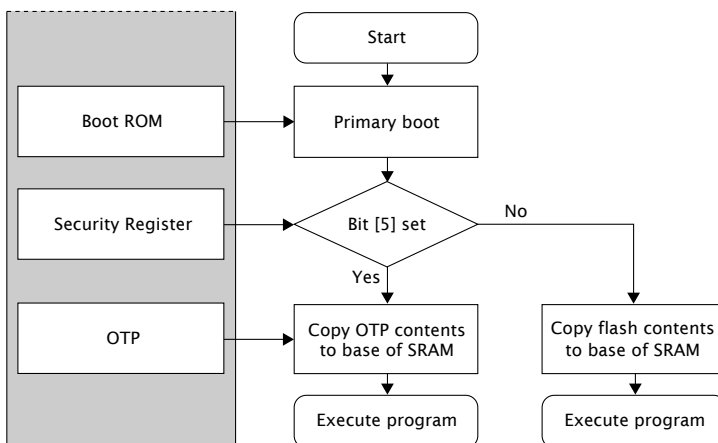 Start
Boot ROM
Primary boot
Security Register
Bit [5] set
No
Yes
OTP
Copy OTP contents
to base of SRAM
Copy flash contents
to base of SRAM
Execute program
Execute program